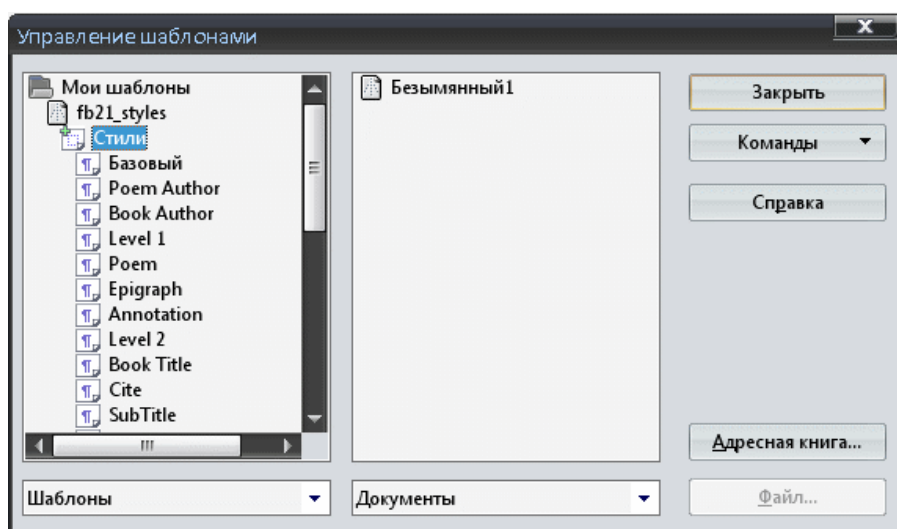 Управление шаблонами
Мои шаблоны
fb21_styles
Стили
Базовый
Poem Author
Book Author
Level 1
Poem
Epigraph
Annotation
Level 2
Book Title
Cite
SubTitle
Шаблоны
Безымянный1
Документы
Закрыть
Команды
Справка
Адресная книга...
Файл...